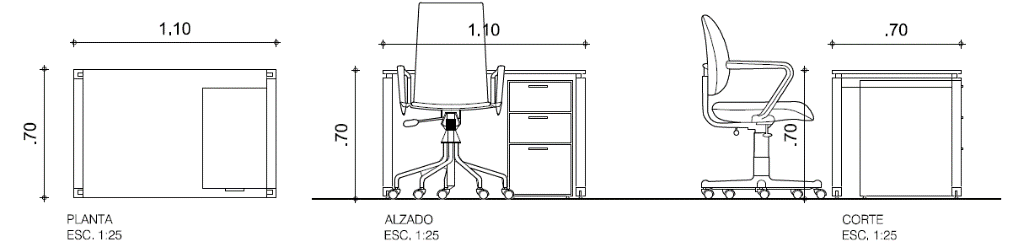 1,10
.70
PLANTA
ESC. 1:25
1.10
.70
ALZADO
ESC. 1:25
.70
.70
CORTE
ESC. 1:25